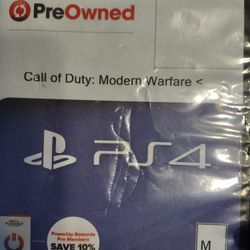 PreOwned
Call of Duty: Modern Warfare <
PS4
PowerUp Rewards
Pro Members
SAVE 10%
M